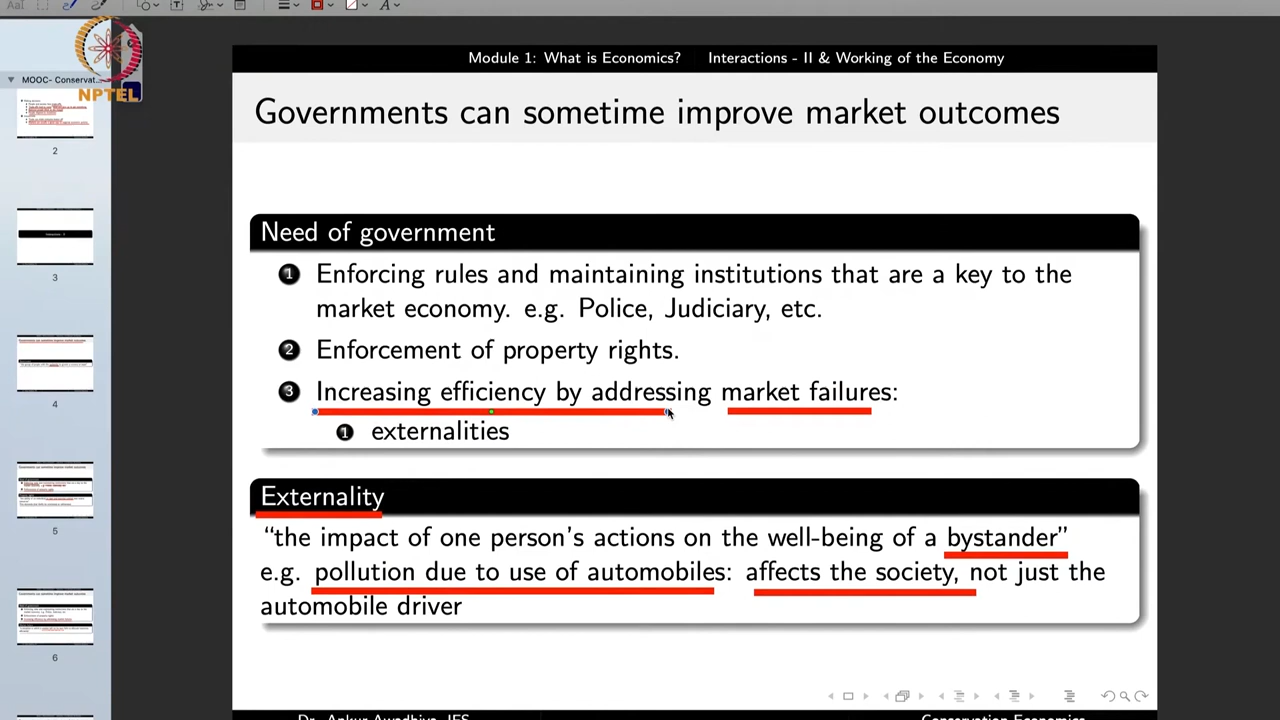 Module 1: What is Economics? Interactions - II & Working of the Economy
MOOC- Conservat...
NPTEL
Governments can sometime improve market outcomes
Need of government
1 Enforcing rules and maintaining institutions that are a key to the
market economy. e.g. Police, Judiciary, etc.
2 Enforcement of property rights.
3 Increasing efficiency by addressing market failures:
1 externalities
Externality
“the impact of one person's actions on the well-being of a bystander”
e.g. pollution due to use of automobiles: affects the society, not just the
automobile driver
2
3
4
5
6
Conservation Economics